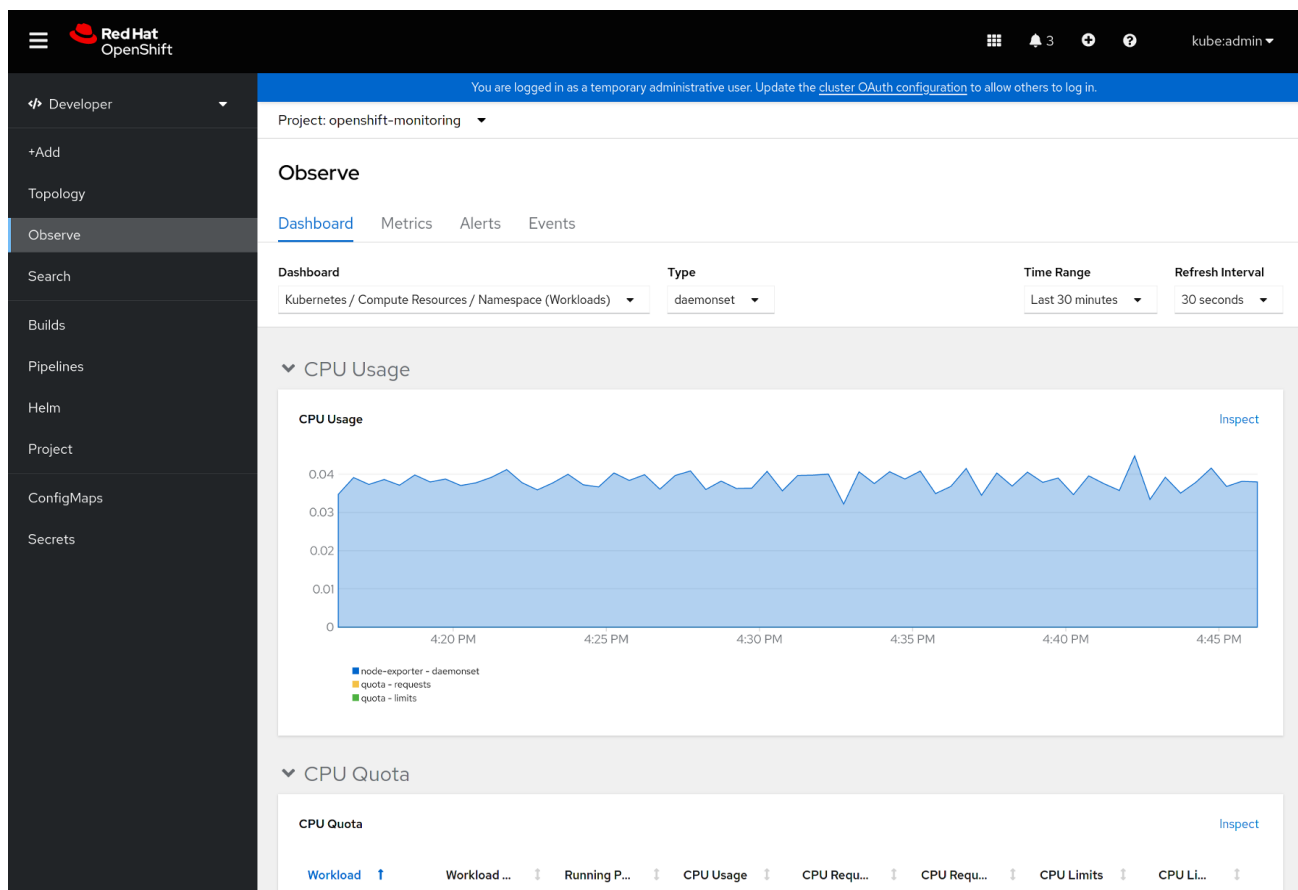 Red Hat
OpenShift
3
kube:admin
Developer
You are logged in as a temporary administrative user. Update the cluster OAuth configuration to allow others to log in.
Project: openshift-monitoring
+Add
Topology
Observe
Search
Builds
Pipelines
Helm
Project
ConfigMaps
Secrets
Observe
Dashboard Metrics Alerts Events
Dashboard Type Time Range Refresh Interval
Kubernetes / Compute Resources / Namespace (Workloads) daemonset Last 30 minutes 30 seconds
CPU Usage
CPU Usage Inspect
0.04
0.03
0.02
0.01
0
4:20 PM 4:25 PM 4:30 PM 4:35 PM 4:40 PM 4:45 PM
node-exporter - daemonset
quota - requests
quota - limits
CPU Quota
CPU Quota Inspect
Workload Workload ... Running P... CPU Usage CPU Requ... CPU Requ... CPU Limits CPU Li...